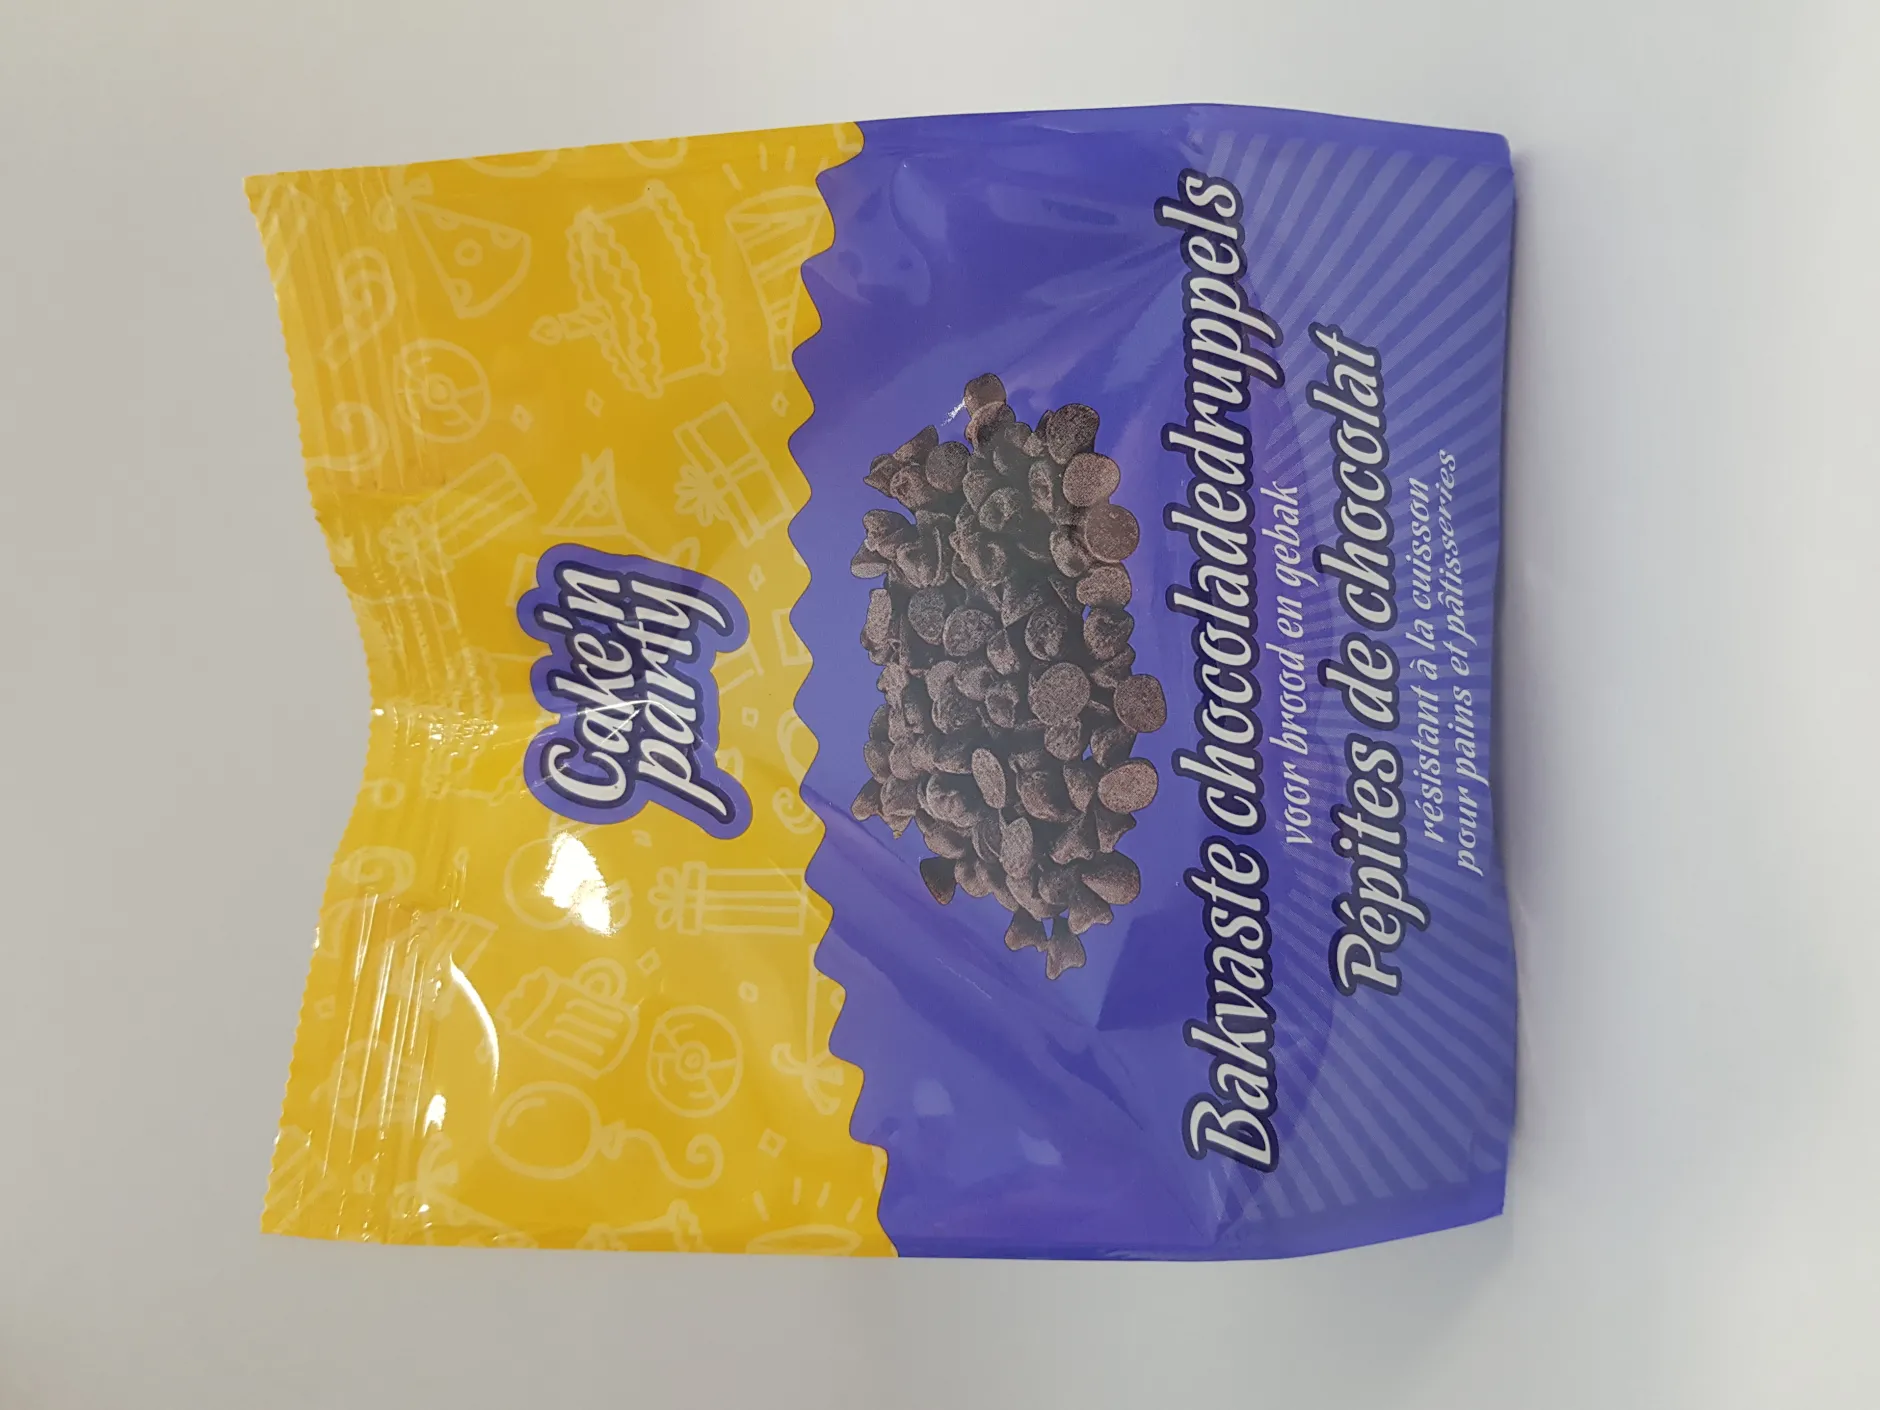 Cake'n
party
Bakvaste chocoladedruppels
voor brood en gebak
Pépites de chocolat
résistant à la cuisson
pour pains et pâtisseries